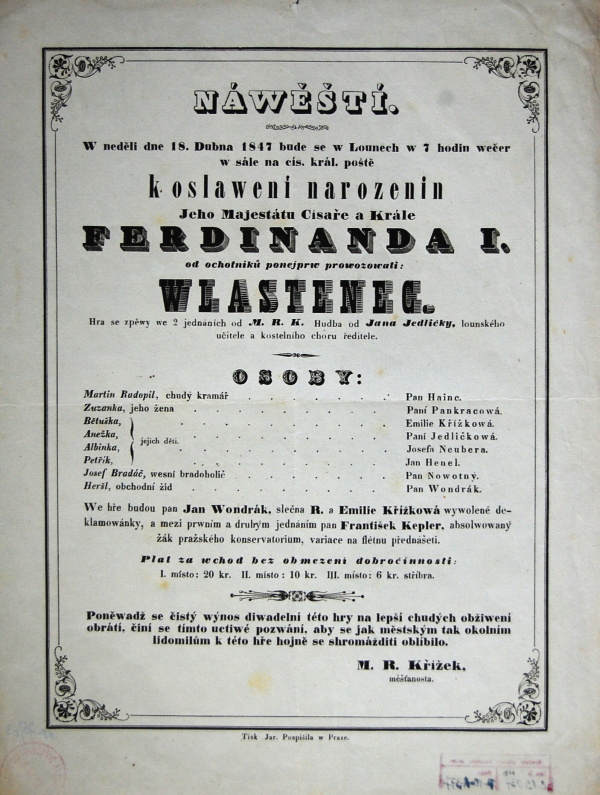 NÁWĚŠTÍ.
W neděli dne 18. Dubna 1847 bude se w Lounech w 7 hodin wečer
w sále na cís. král. poště
k oslawení narozenin
Jeho Majestátu Císaře a Krále
FERDINANDA I.
od ochotníků ponejprw prowozowati:
WLASTENEC.
Hra se zpěwy we 2 jednáních od M. R. K. Hudba od Jana Jedličky, lounského
učitele a kostelního choru ředitele.
OSOBY:
Martin Radopil, chudý kramář . . . . . . Pan Hainc.
Zuzanka, jeho žena . . . . . . Paní Pankracová.
Bětuška, . . . . . . Emilie Křížková.
Anežka, . . . . . . Paní Jedličková.
jejich děti.
Albinka, . . . . . . Josefa Neubera.
Petřík, . . . . . . Jan Henel.
Josef Bradáč, wesní bradoholič . . . . . . Pan Nowotný.
Heršl, obchodní žid . . . . . . Pan Wondrák.
We hře budou pan Jan Wondrák, slečna R. a Emilie Křížková wywolené de-
klamowánky, a mezi prwním a druhým jednáním pan František Kepler, absolwowaný
žák pražského konservatorium, variace na flétnu přednášeti.
Plat za wchod bez obmezení dobročinnosti:
I. místo: 20 kr. II. místo: 10 kr. III. místo: 6 kr. stříbra.
Poněwadž se čistý wýnos diwadelní této hry na lepší chudých obžiwení
obrátí, činí se tímto uctiwé pozwání, aby se jak městským tak okolním
lidomilům k této hře hojně se shromážditi oblíbilo.
M. R. Křížek,
měšťanosta.
Tisk Jar. Pospíšila w Praze.